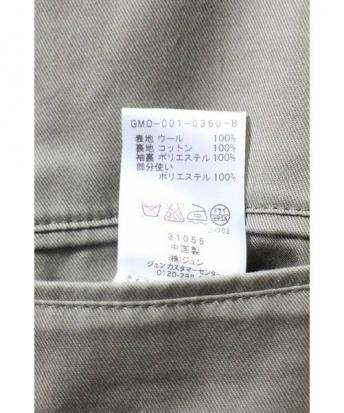 GMO-001-0360-B
表地 ウール 100%
裏地 コットン 100%
袖裏 ポリエステル 100%
部分使い
ポリエステル 100%
31055
中国製
(株)ジュン
ジュンカスタマーセンター